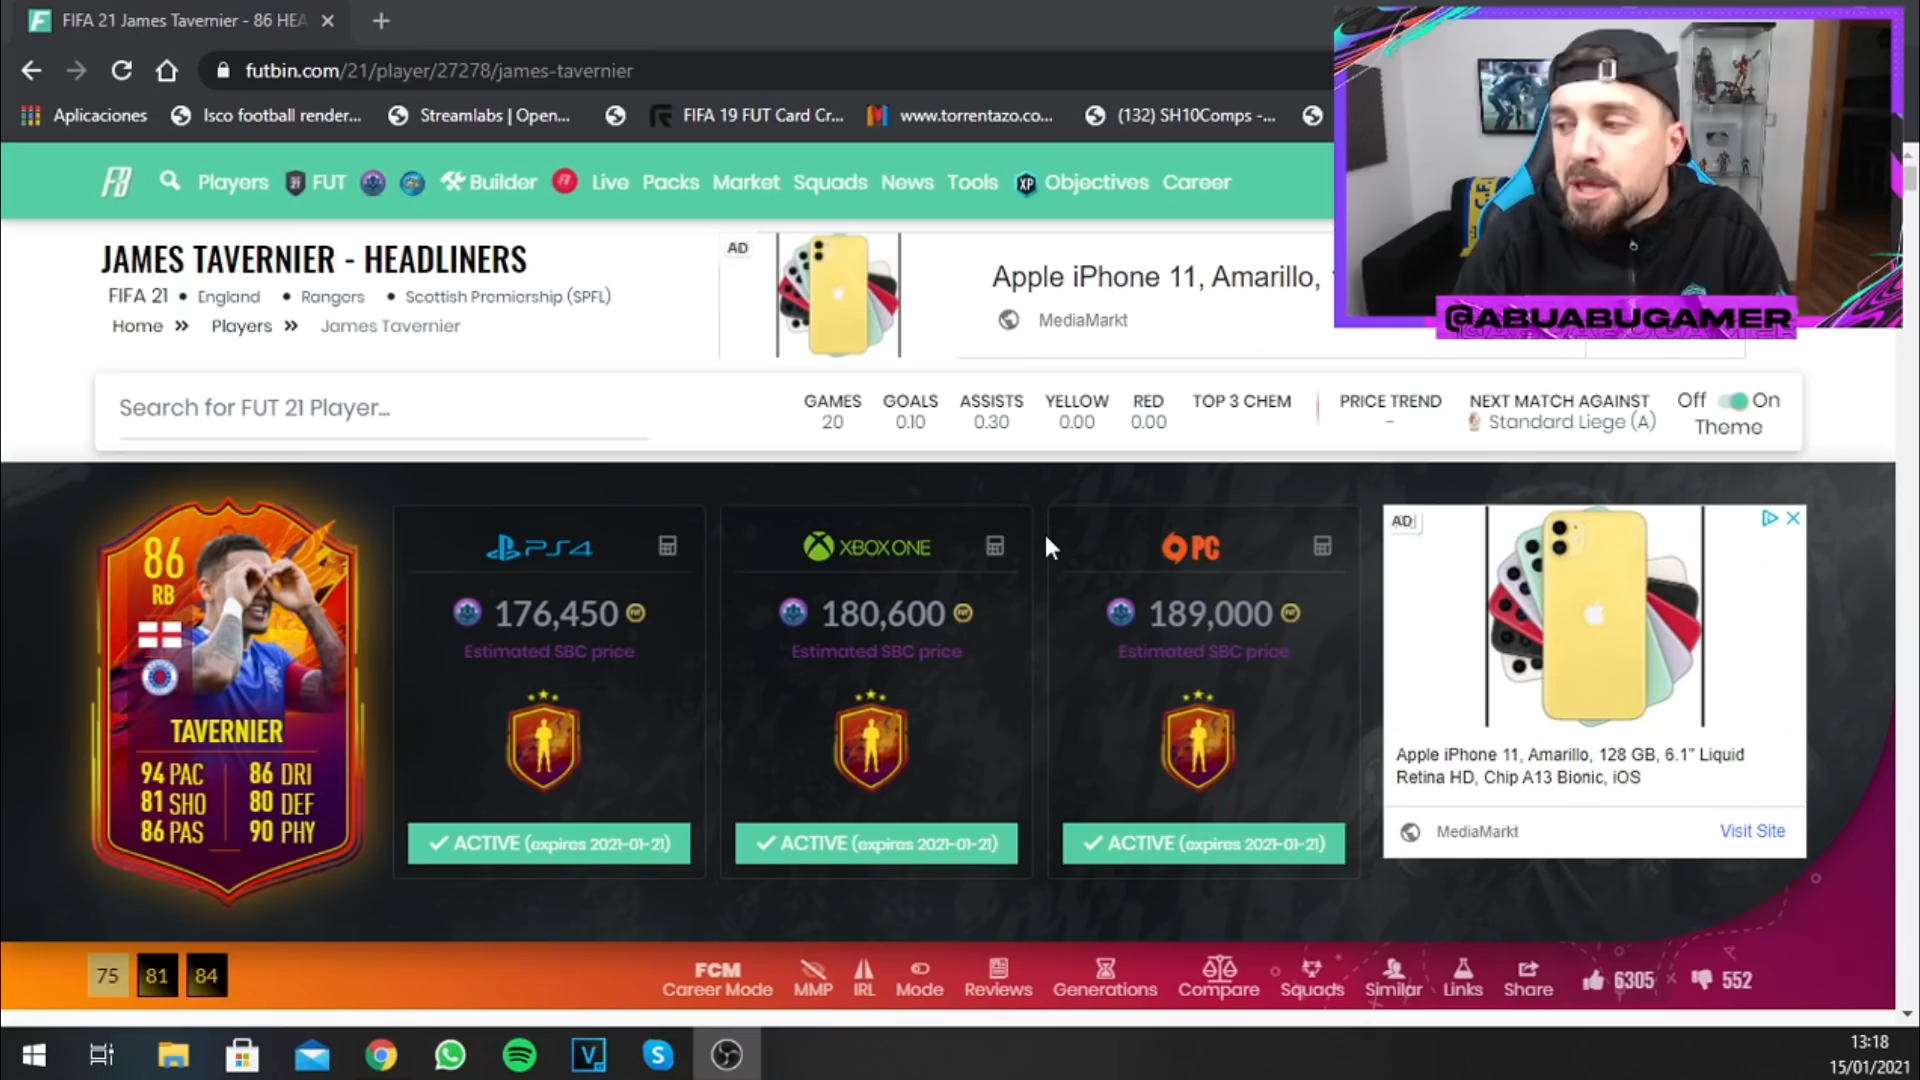 FIFA 21 James Tavernier - 86 HEA
futbin.com/21/player/27278/james-tavernier
Aplicaciones
Isco football render...
Streamlabs | Open...
FIFA 19 FUT Card Cr...
www.torrentazo.co...
(132) SH10Comps -...
Players
FUT
Builder
Live
Packs
Market
Squads
News
Tools
XP
Objectives
Career
@ABUABUGAMER
JAMES TAVERNIER - HEADLINERS
FIFA 21 • England • Rangers • Scottish Premiership (SPFL)
Home » Players » James Tavernier
AD
Apple iPhone 11, Amarillo,
MediaMarkt
Search for FUT 21 Player...
GAMES
20
GOALS
0.10
ASSISTS
0.30
YELLOW
0.00
RED
0.00
TOP 3 CHEM
PRICE TREND
-
NEXT MATCH AGAINST
Standard Liege (A)
Off On
Theme
86
RB
TAVERNIER
94 PAC 86 DRI
81 SHO 80 DEF
86 PAS 90 PHY
PS4
176,450
Estimated SBC price
ACTIVE (expires 2021-01-21)
XBOX ONE
180,600
Estimated SBC price
ACTIVE (expires 2021-01-21)
PC
189,000
Estimated SBC price
ACTIVE (expires 2021-01-21)
AD
Apple iPhone 11, Amarillo, 128 GB, 6.1" Liquid
Retina HD, Chip A13 Bionic, iOS
MediaMarkt
Visit Site
75 81 84
FCM
Career Mode
MMP
IRL
Mode
Reviews
Generations
Compare
Squads
Similar
Links
Share
6305
552
13:18
15/01/2021